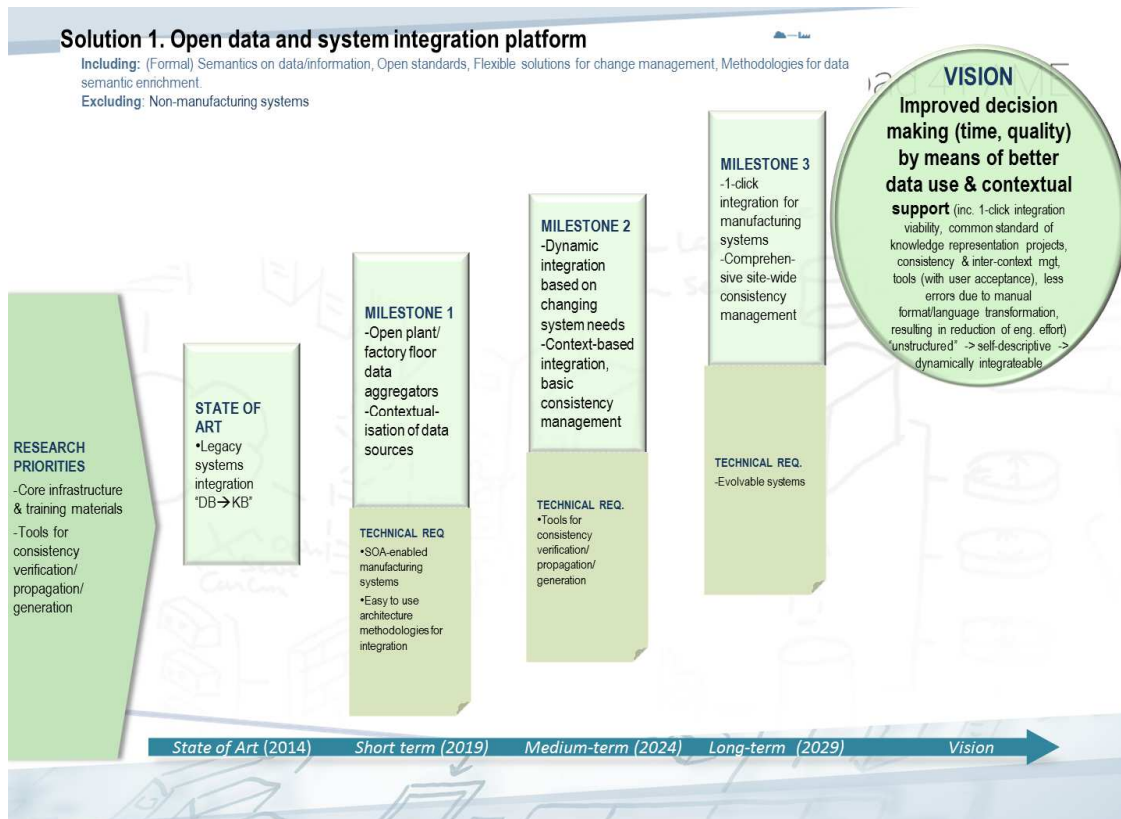 Solution 1. Open data and system integration platform
Including: (Formal) Semantics on data/information, Open standards, Flexible solutions for change management, Methodologies for data
semantic enrichment.
Excluding: Non-manufacturing systems
RESEARCH
PRIORITIES
-Core infrastructure
& training materials
-Tools for
consistency
verification/
propagation/
generation
STATE OF
ART
•Legacy
systems
integration
“DB→KB”
MILESTONE 1
-Open plant/
factory floor
data
aggregators
-Contextual-
isation of data
sources
TECHNICAL REQ
•SOA-enabled
manufacturing
systems
•Easy to use
architecture
methodologies for
integration
MILESTONE 2
-Dynamic
integration
based on
changing
system needs
-Context-based
integration,
basic
consistency
management
TECHNICAL REQ.
•Tools for
consistency
verification/
propagation/
generation
MILESTONE 3
-1-click
integration for
manufacturing
systems
-Comprehen-
sive site-wide
consistency
management
TECHNICAL REQ.
-Evolvable systems
VISION
Improved decision
making (time, quality)
by means of better
data use & contextual
support (inc. 1-click integration
viability, common standard of
knowledge representation projects,
consistency & inter-context mgt,
tools (with user acceptance), less
errors due to manual
format/language transformation,
resulting in reduction of eng. effort)
“unstructured” -> self-descriptive ->
dynamically integrateable
State of Art (2014)
Short term (2019)
Medium-term (2024)
Long-term (2029)
Vision